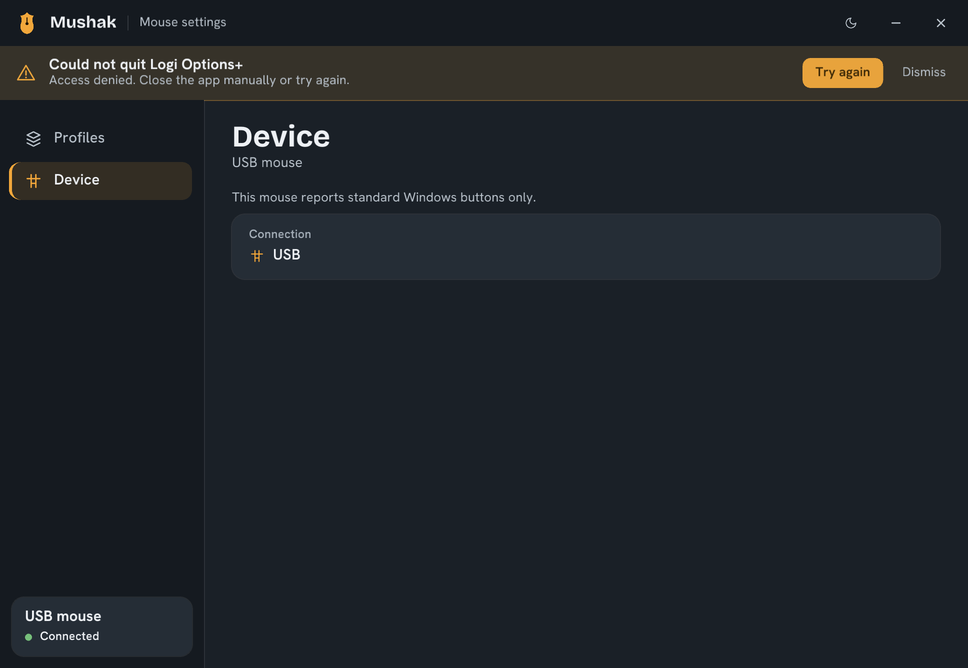 Mushak
Mouse settings
Could not quit Logi Options+
Access denied. Close the app manually or try again.
Try again
Dismiss
Profiles
Device
Device
USB mouse
This mouse reports standard Windows buttons only.
Connection
USB
USB mouse
Connected